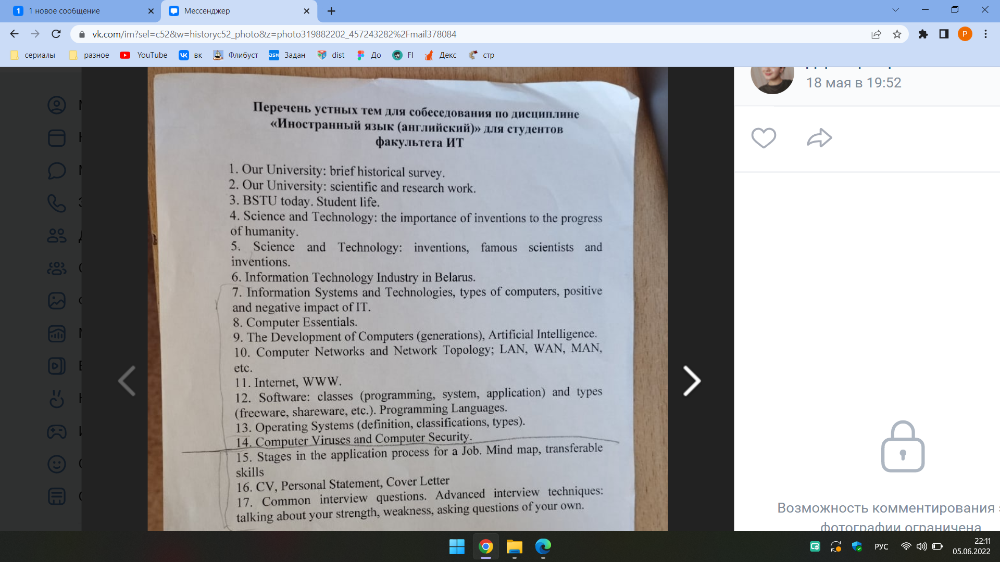 1 новое сообщение
Мессенджер
vk.com/im?sel=c52&w=historyc52_photo&z=photo319882202_457243282%2Fmail378084
P
сериалы
разное
YouTube
вк
Флибуст
DSM Задан
dist
До
FI
Декс
стр
18 мая в 19:52
Перечень устных тем для собеседования по дисциплине
«Иностранный язык (английский)» для студентов
факультета ИТ
1. Our University: brief historical survey.
2. Our University: scientific and research work.
3. BSTU today. Student life.
4. Science and Technology: the importance of inventions to the progress
of humanity.
5. Science and Technology: inventions, famous scientists and
inventions.
6. Information Technology Industry in Belarus.
7. Information Systems and Technologies, types of computers, positive
and negative impact of IT.
8. Computer Essentials.
9. The Development of Computers (generations), Artificial Intelligence.
10. Computer Networks and Network Topology; LAN, WAN, MAN,
etc.
11. Internet, WWW.
12. Software: classes (programming, system, application) and types
(freeware, shareware, etc.). Programming Languages.
13. Operating Systems (definition, classifications, types).
14. Computer Viruses and Computer Security.
15. Stages in the application process for a Job. Mind map, transferable
skills
16. CV, Personal Statement, Cover Letter
17. Common interview questions. Advanced interview techniques:
talking about your strength, weakness, asking questions of your own.
Возможность комментирования
фотографии ограничена
РУС
22:11
05.06.2022